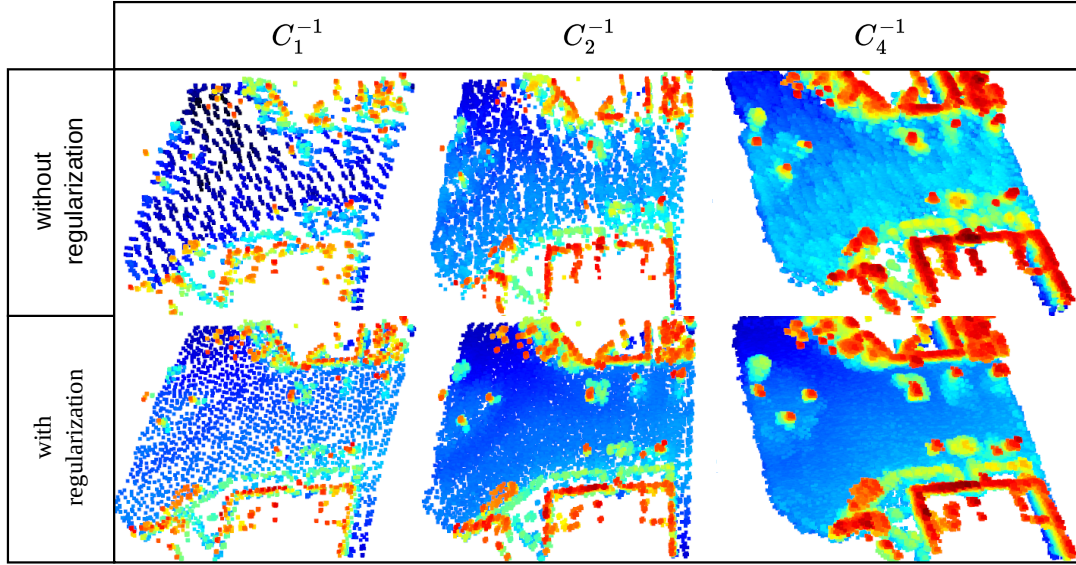 $C_1^{-1}$ $C_2^{-1}$ $C_4^{-1}$
without
regularization
with
regularization